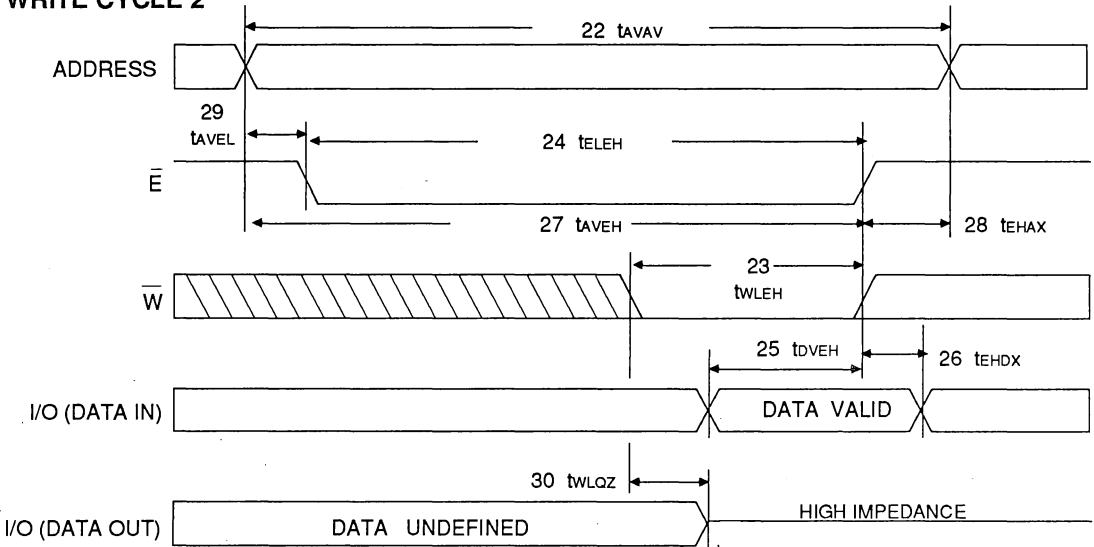 WRITE CYCLE 2
22 tAVAV
ADDRESS
29
tAVEL
24 tELEH
E̅
27 tAVEH
28 tEHAX
23
tWLEH
W̅
25 tDVEH
26 tEHDX
I/O (DATA IN)
DATA VALID
30 tWLQZ
I/O (DATA OUT)
DATA UNDEFINED
HIGH IMPEDANCE